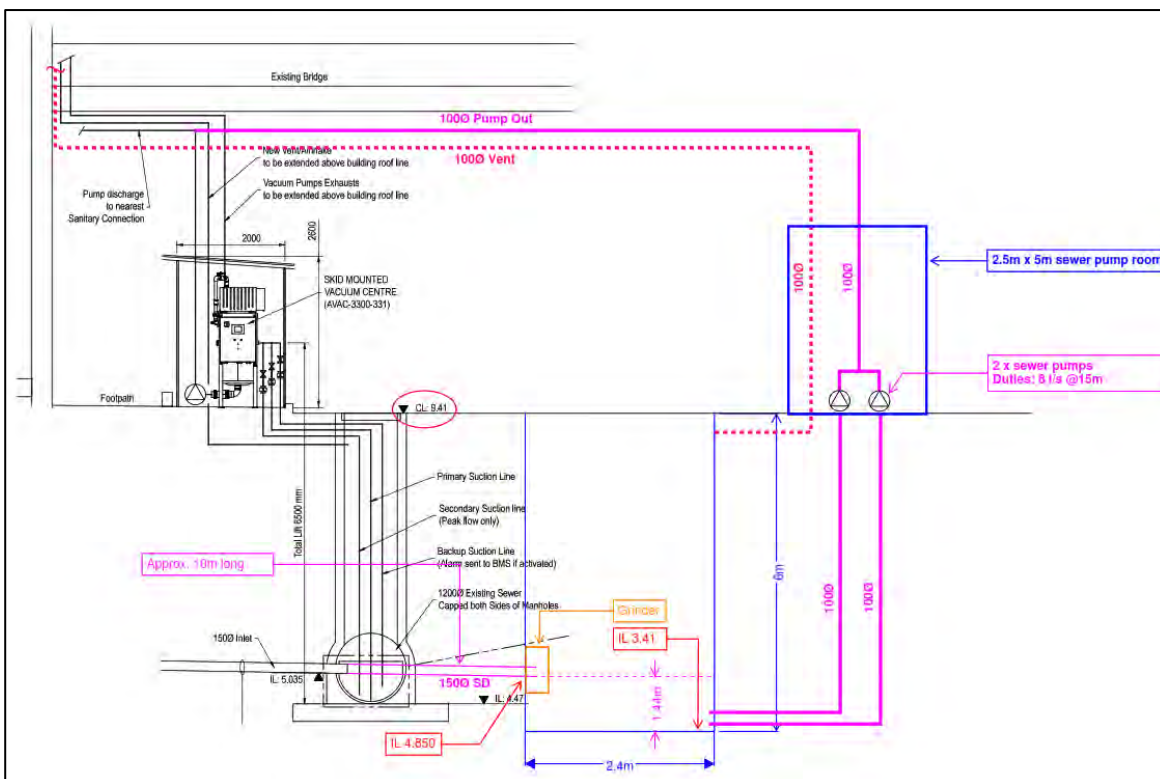 Existing Bridge
100Ø Pump Out
100Ø Vent
New Vent/Air Intake
to be extended above building roof line
Vacuum Pumps Exhausts
to be extended above building roof line
Pump discharge
to nearest
Sanitary Connection
2000
2600
SKID MOUNTED
VACUUM CENTRE
(AVAC-3300-331)
100Ø
100Ø
2.5m x 5m sewer pump room
2 x sewer pumps
Duties: 8 l/s @15m
Footpath
CL: 9.41
Primary Suction Line
Secondary Suction line
(Peak flow only)
Total Lift 6500 mm
Approx. 10m long
Backup Suction Line
(Alarm sent to BMS if activated)
1200Ø Existing Sewer
Capped both Sides of Manholes
Grinder
IL 3.41
6m
100Ø
100Ø
150Ø Inlet
IL: 5.035
150Ø SD
IL: 4.47
1.44m
IL 4.850
2.4m